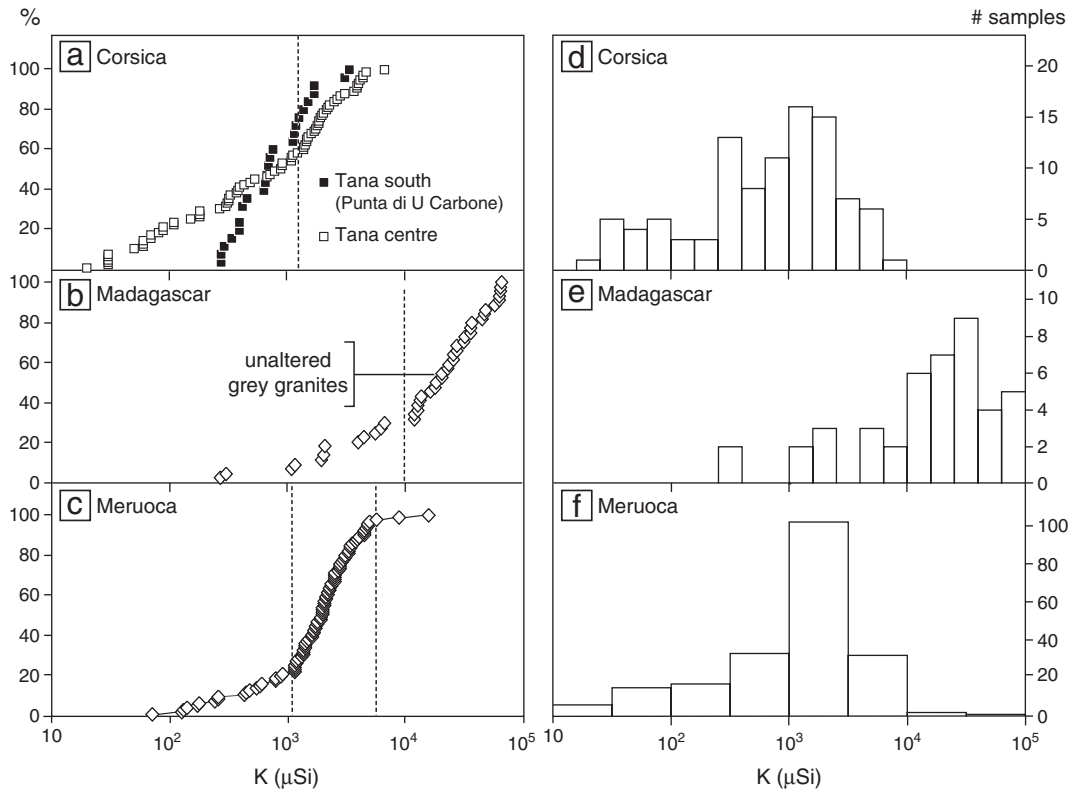 %
# samples
a Corsica
100
80
60
40
20
Tana south
(Punta di U Carbone)
Tana centre
b Madagascar
100
80
60
40
20
0
unaltered
grey granites
c Meruoca
100
80
60
40
20
0
10 10² 10³ 10⁴ 10⁵
K (µSi)
d Corsica
20
15
10
5
0
e Madagascar
10
8
6
4
2
0
f Meruoca
100
80
60
40
20
0
10 10² 10³ 10⁴ 10⁵
K (µSi)